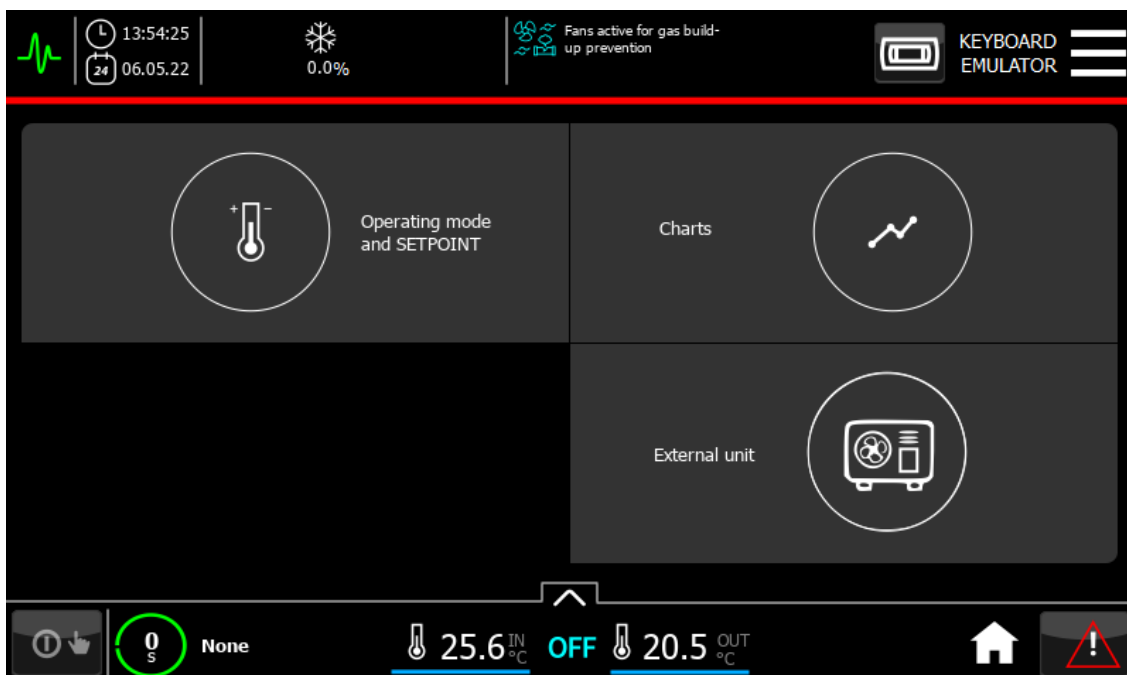 13:54:25
24 06.05.22
0.0%
Fans active for gas build-
up prevention
KEYBOARD
EMULATOR
+ -
Operating mode
and SETPOINT
Charts
External unit
0
S
None
25.6 IN °C
OFF
20.5 OUT °C
!